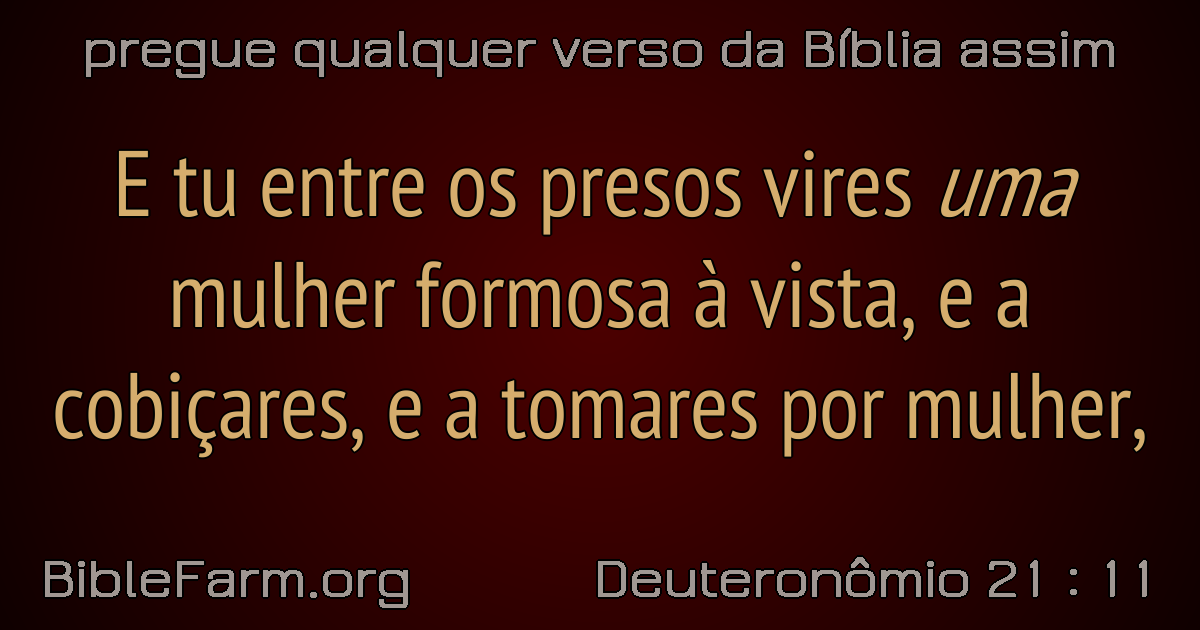 pregue qualquer verso da Bíblia assim
E tu entre os presos vires uma
mulher formosa à vista, e a
cobiçares, e a tomares por mulher,
BibleFarm.org
Deuteronômio 21 : 11